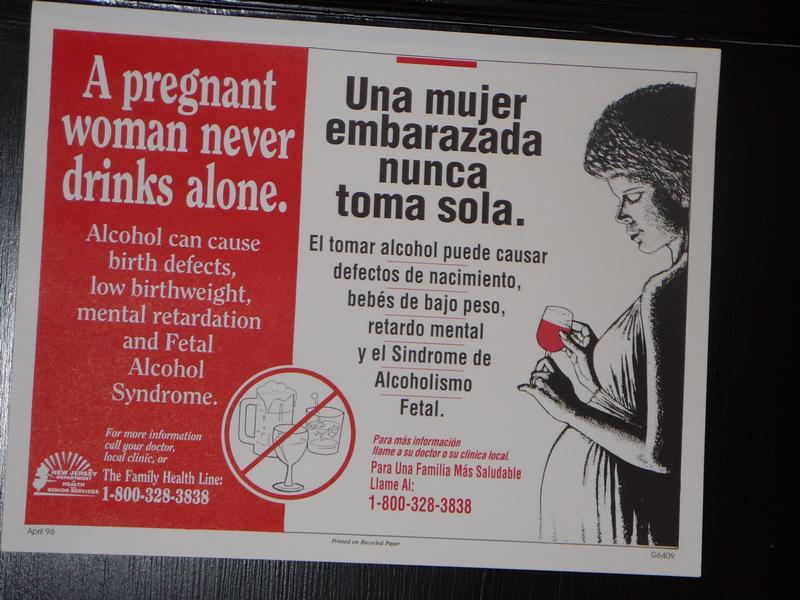 A pregnant
woman never
drinks alone.
Alcohol can cause
birth defects,
low birthweight,
mental retardation
and Fetal
Alcohol
Syndrome.
For more information
call your doctor,
local clinic, or
The Family Health Line:
1-800-328-3838
NEW JERSEY
DEPARTMENT
OF
HEALTH
AND
SENIOR SERVICES
April 98
Una mujer
embarazada
nunca
toma sola.
El tomar alcohol puede causar
defectos de nacimiento,
bebés de bajo peso,
retardo mental
y el Sindrome de
Alcoholismo
Fetal.
Para más información
llame a su doctor o su clínica local.
Para Una Familia Más Saludable
Llame Al:
1-800-328-3838
Printed on Recycled Paper
G6409